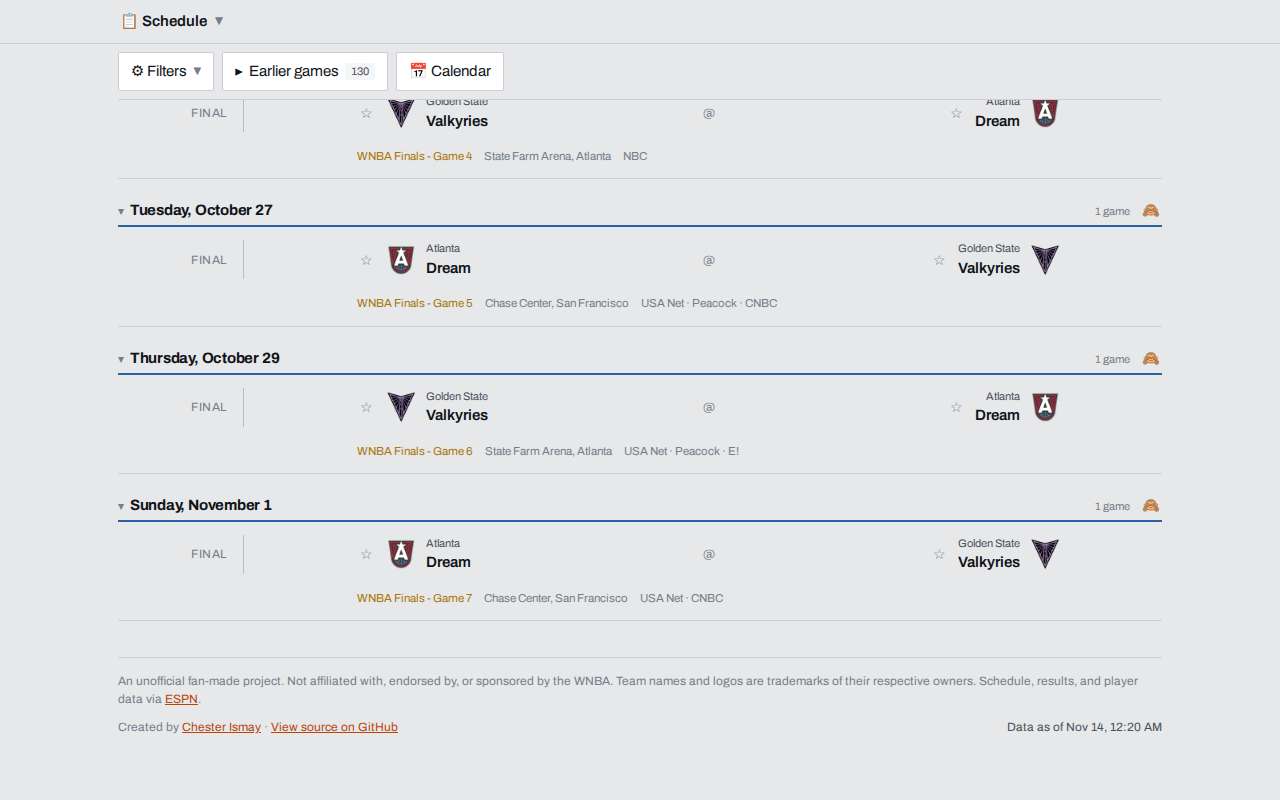 📋 Schedule ▼
⚙ Filters ▼ ▸ Earlier games 130 📅 Calendar
Golden State Atlanta
FINAL ☆ Valkyries @ ☆ Dream
WNBA Finals - Game 4 State Farm Arena, Atlanta NBC
▾ Tuesday, October 27 1 game
Atlanta Golden State
FINAL ☆ Dream @ ☆ Valkyries
WNBA Finals - Game 5 Chase Center, San Francisco USA Net · Peacock · CNBC
▾ Thursday, October 29 1 game
Golden State Atlanta
FINAL ☆ Valkyries @ ☆ Dream
WNBA Finals - Game 6 State Farm Arena, Atlanta USA Net · Peacock · E!
▾ Sunday, November 1 1 game
Atlanta Golden State
FINAL ☆ Dream @ ☆ Valkyries
WNBA Finals - Game 7 Chase Center, San Francisco USA Net · CNBC
An unofficial fan-made project. Not affiliated with, endorsed by, or sponsored by the WNBA. Team names and logos are trademarks of their respective owners. Schedule, results, and player
data via ESPN.
Created by Chester Ismay · View source on GitHub Data as of Nov 14, 12:20 AM